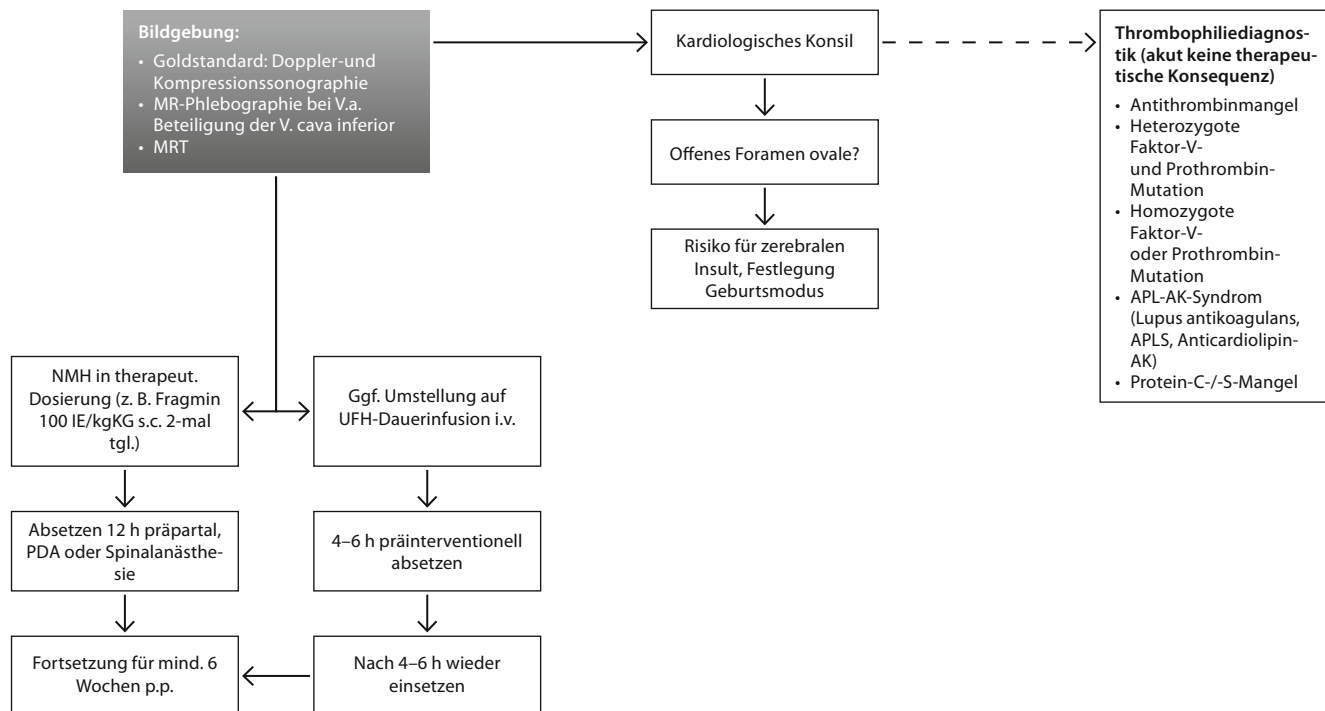 Bildgebung:
• Goldstandard: Doppler-und
Kompressionssonographie
• MR-Phlebographie bei V.a.
Beteiligung der V. cava inferior
• MRT
Kardiologisches Konsil
Offenes Foramen ovale?
Risiko für zerebralen
Insult, Festlegung
Geburtsmodus
Thrombophiliediagnos-
tik (akut keine therapeu-
tische Konsequenz)
• Antithrombinmangel
• Heterozygote
Faktor-V-
und Prothrombin-
Mutation
• Homozygote
Faktor-V-
oder Prothrombin-
Mutation
• APL-AK-Syndrom
(Lupus antikoagulans,
APLS, Anticardiolipin-
AK)
• Protein-C-/-S-Mangel
NMH in therapeut.
Dosierung (z. B. Fragmin
100 IE/kgKG s.c. 2-mal
tgl.)
Ggf. Umstellung auf
UFH-Dauerinfusion i.v.
Absetzen 12 h präpartal,
PDA oder Spinalanästhe-
sie
4–6 h präinterventionell
absetzen
Fortsetzung für mind. 6
Wochen p.p.
Nach 4–6 h wieder
einsetzen